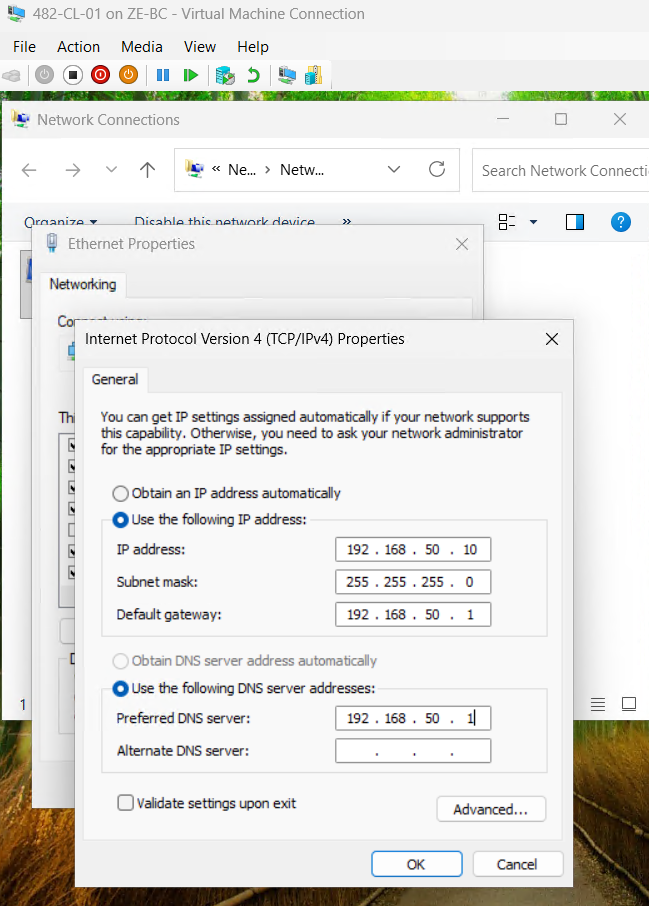 482-CL-01 on ZE-BC - Virtual Machine Connection
File Action Media View Help
Network Connections
« Ne... > Netw...
Search Network Connecti
Organize Disable this network device »
Ethernet Properties
Networking
Internet Protocol Version 4 (TCP/IPv4) Properties
General
You can get IP settings assigned automatically if your network supports
this capability. Otherwise, you need to ask your network administrator
for the appropriate IP settings.
Obtain an IP address automatically
Use the following IP address:
IP address: 192 . 168 . 50 . 10
Subnet mask: 255 . 255 . 255 . 0
Default gateway: 192 . 168 . 50 . 1
Obtain DNS server address automatically
Use the following DNS server addresses:
1
Preferred DNS server: 192 . 168 . 50 . 1
Alternate DNS server: . . .
Validate settings upon exit
Advanced...
OK Cancel